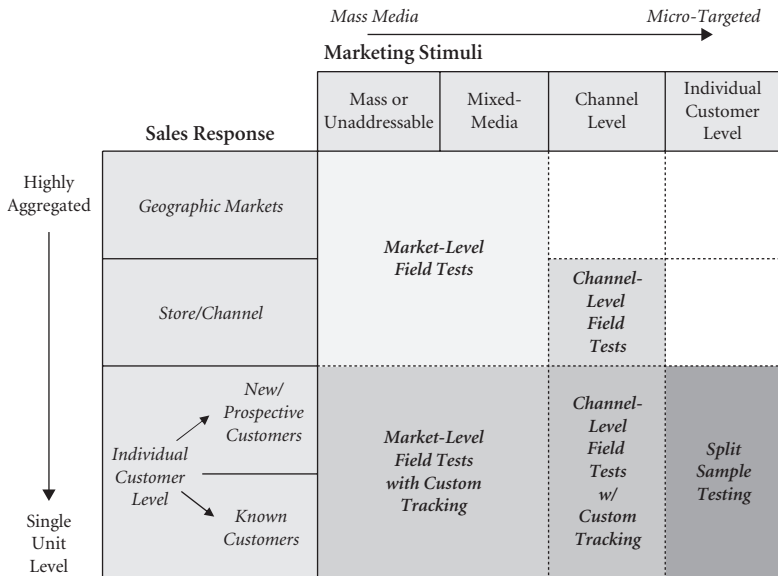 Mass Media
Micro-Targeted
Marketing Stimuli
Sales Response
Mass or
Unaddressable
Mixed-
Media
Channel
Level
Individual
Customer
Level
Highly
Aggregated
Geographic Markets
Market-Level
Field Tests
Store/Channel
Channel-
Level
Field
Tests
New/
Prospective
Customers
Individual
Customer
Level
Known
Customers
Market-Level
Field Tests
with Custom
Tracking
Channel-
Level
Field
Tests
w/
Custom
Tracking
Split
Sample
Testing
Single
Unit
Level